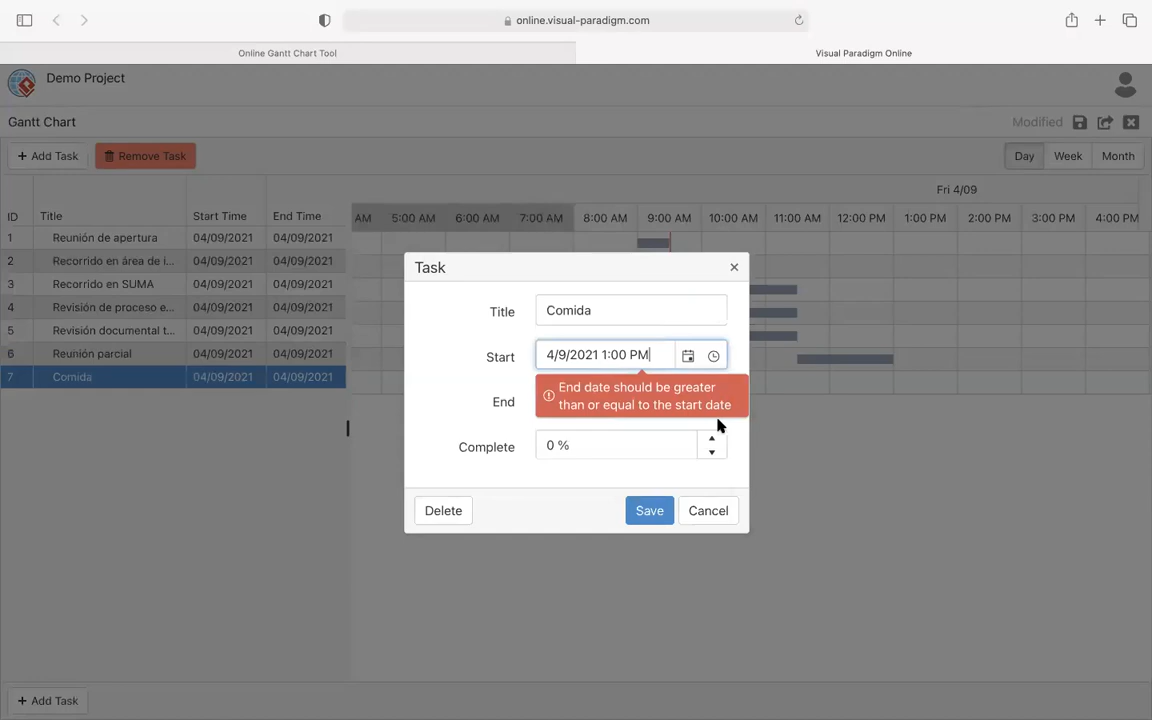 online.visual-paradigm.com
Online Gantt Chart Tool
Visual Paradigm Online
Demo Project
Gantt Chart
Modified
+ Add Task
Remove Task
Day
Week
Month
Fri 4/09
ID
Title
Start Time
End Time
AM
5:00 AM
6:00 AM
7:00 AM
8:00 AM
9:00 AM
10:00 AM
11:00 AM
12:00 PM
1:00 PM
2:00 PM
3:00 PM
4:00 PM
1 Reunión de apertura 04/09/2021 04/09/2021
2 Recorrido en área de i... 04/09/2021 04/09/2021
3 Recorrido en SUMA 04/09/2021 04/09/2021
4 Revisión de proceso e... 04/09/2021 04/09/2021
5 Revisión documental t... 04/09/2021 04/09/2021
6 Reunión parcial 04/09/2021 04/09/2021
7 Comida 04/09/2021 04/09/2021
Task
Title Comida
Start 4/9/2021 1:00 PM
End date should be greater
than or equal to the start date
End
Complete 0 %
Delete
Save
Cancel
+ Add Task